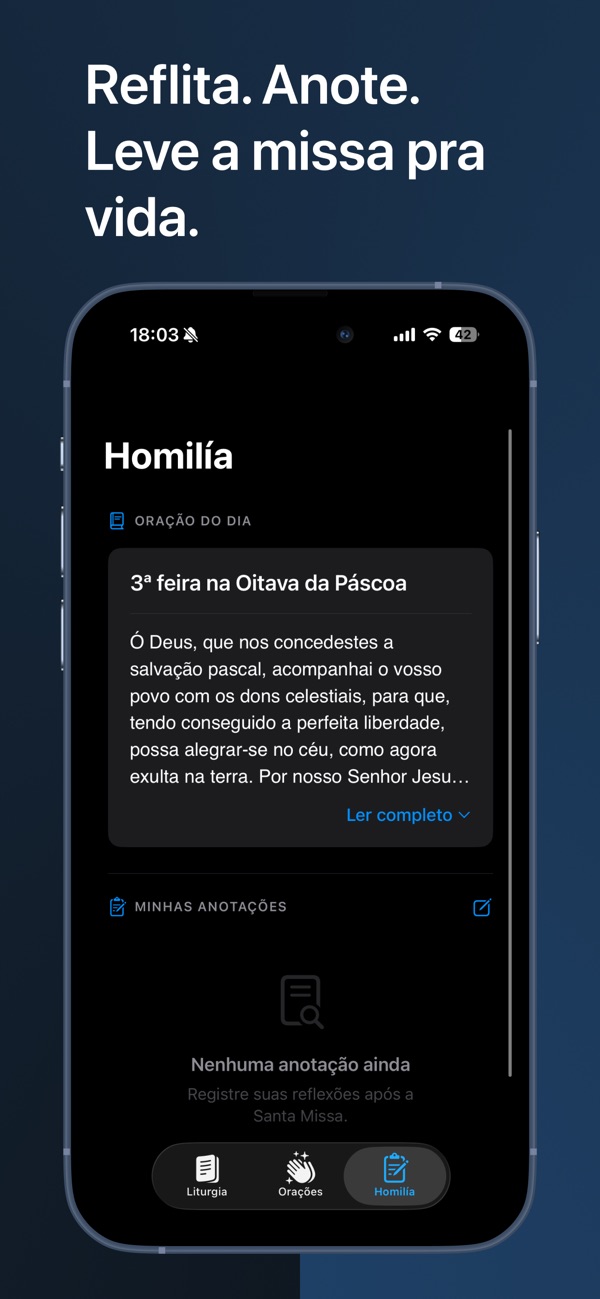 Reflita. Anote.
Leve a missa pra
vida.
18:03
42
Homilía
ORAÇÃO DO DIA
3ª feira na Oitava da Páscoa
Ó Deus, que nos concedestes a
salvação pascal, acompanhai o vosso
povo com os dons celestiais, para que,
tendo conseguido a perfeita liberdade,
possa alegrar-se no céu, como agora
exulta na terra. Por nosso Senhor Jesu...
Ler completo
MINHAS ANOTAÇÕES
Nenhuma anotação ainda
Registre suas reflexões após a
Santa Missa.
Liturgia
Orações
Homilía